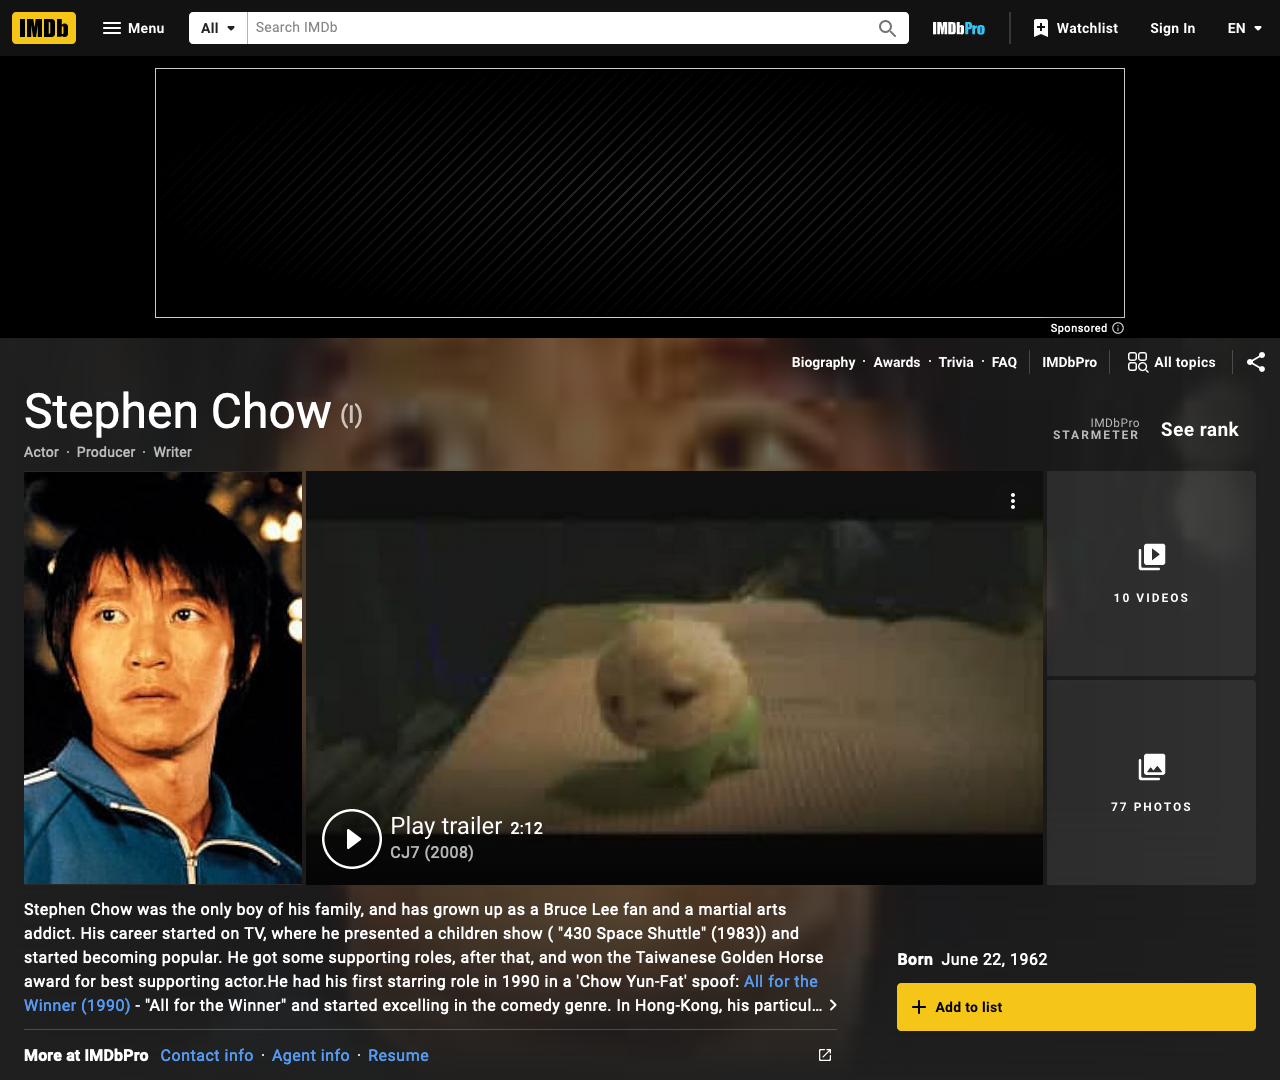 IMDb
Menu
All
Search IMDb
IMDbPro
Watchlist
Sign In
EN
Sponsored
Biography · Awards · Trivia · FAQ
IMDbPro
All topics
Stephen Chow (I)
Actor · Producer · Writer
IMDbPro
STARMETER
See rank
10 VIDEOS
77 PHOTOS
Play trailer 2:12
CJ7 (2008)
Stephen Chow was the only boy of his family, and has grown up as a Bruce Lee fan and a martial arts
addict. His career started on TV, where he presented a children show ( "430 Space Shuttle" (1983)) and
started becoming popular. He got some supporting roles, after that, and won the Taiwanese Golden Horse
award for best supporting actor.He had his first starring role in 1990 in a 'Chow Yun-Fat' spoof: All for the
Winner (1990) - "All for the Winner" and started excelling in the comedy genre. In Hong-Kong, his particul...
Born June 22, 1962
Add to list
More at IMDbPro Contact info · Agent info · Resume